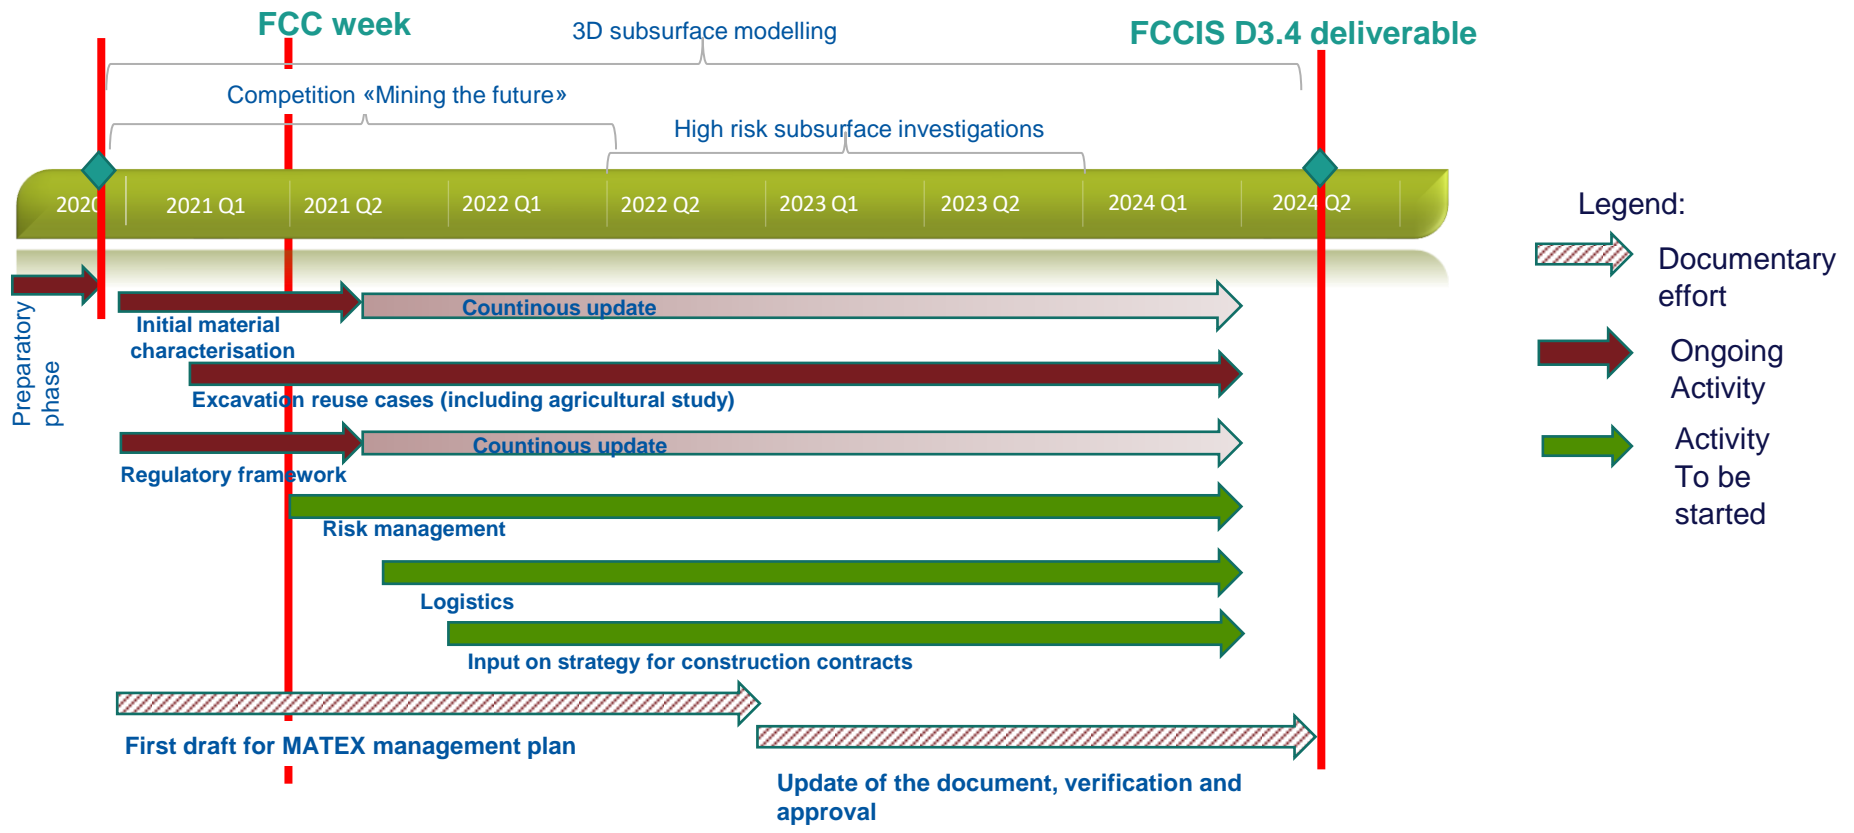 FCC week
3D subsurface modelling
FCCIS D3.4 deliverable
Competition «Mining the future»
High risk subsurface investigations
2020
2021 Q1
2021 Q2
2022 Q1
2022 Q2
2023 Q1
2023 Q2
2024 Q1
2024 Q2
Preparatory
phase
Countinous update
Initial material
characterisation
Excavation reuse cases (including agricultural study)
Countinous update
Regulatory framework
Risk management
Logistics
Input on strategy for construction contracts
First draft for MATEX management plan
Update of the document, verification and
approval
Legend:
Documentary
effort
Ongoing
Activity
Activity
To be
started